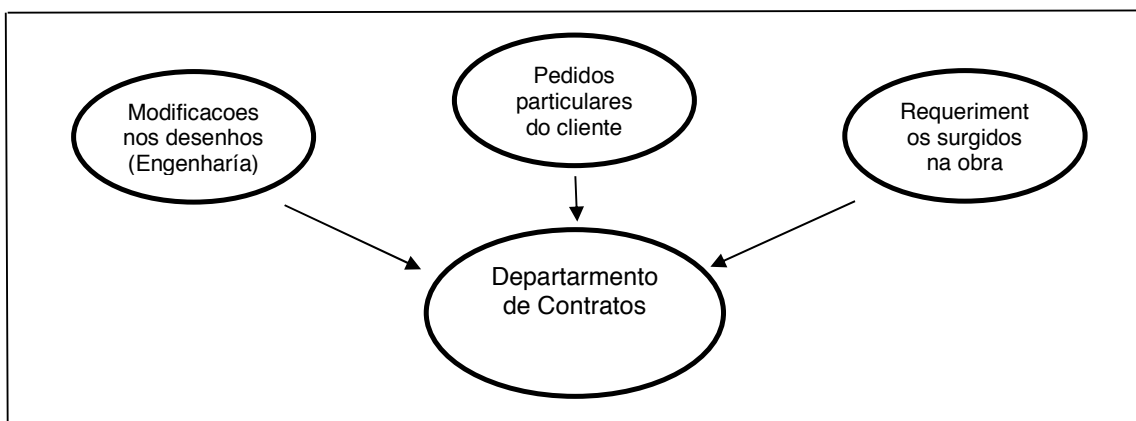 Modificacoes
nos desenhos
(Engenharía)
Pedidos
particulares
do cliente
Requeriment
os surgidos
na obra
Departarmento
de Contratos